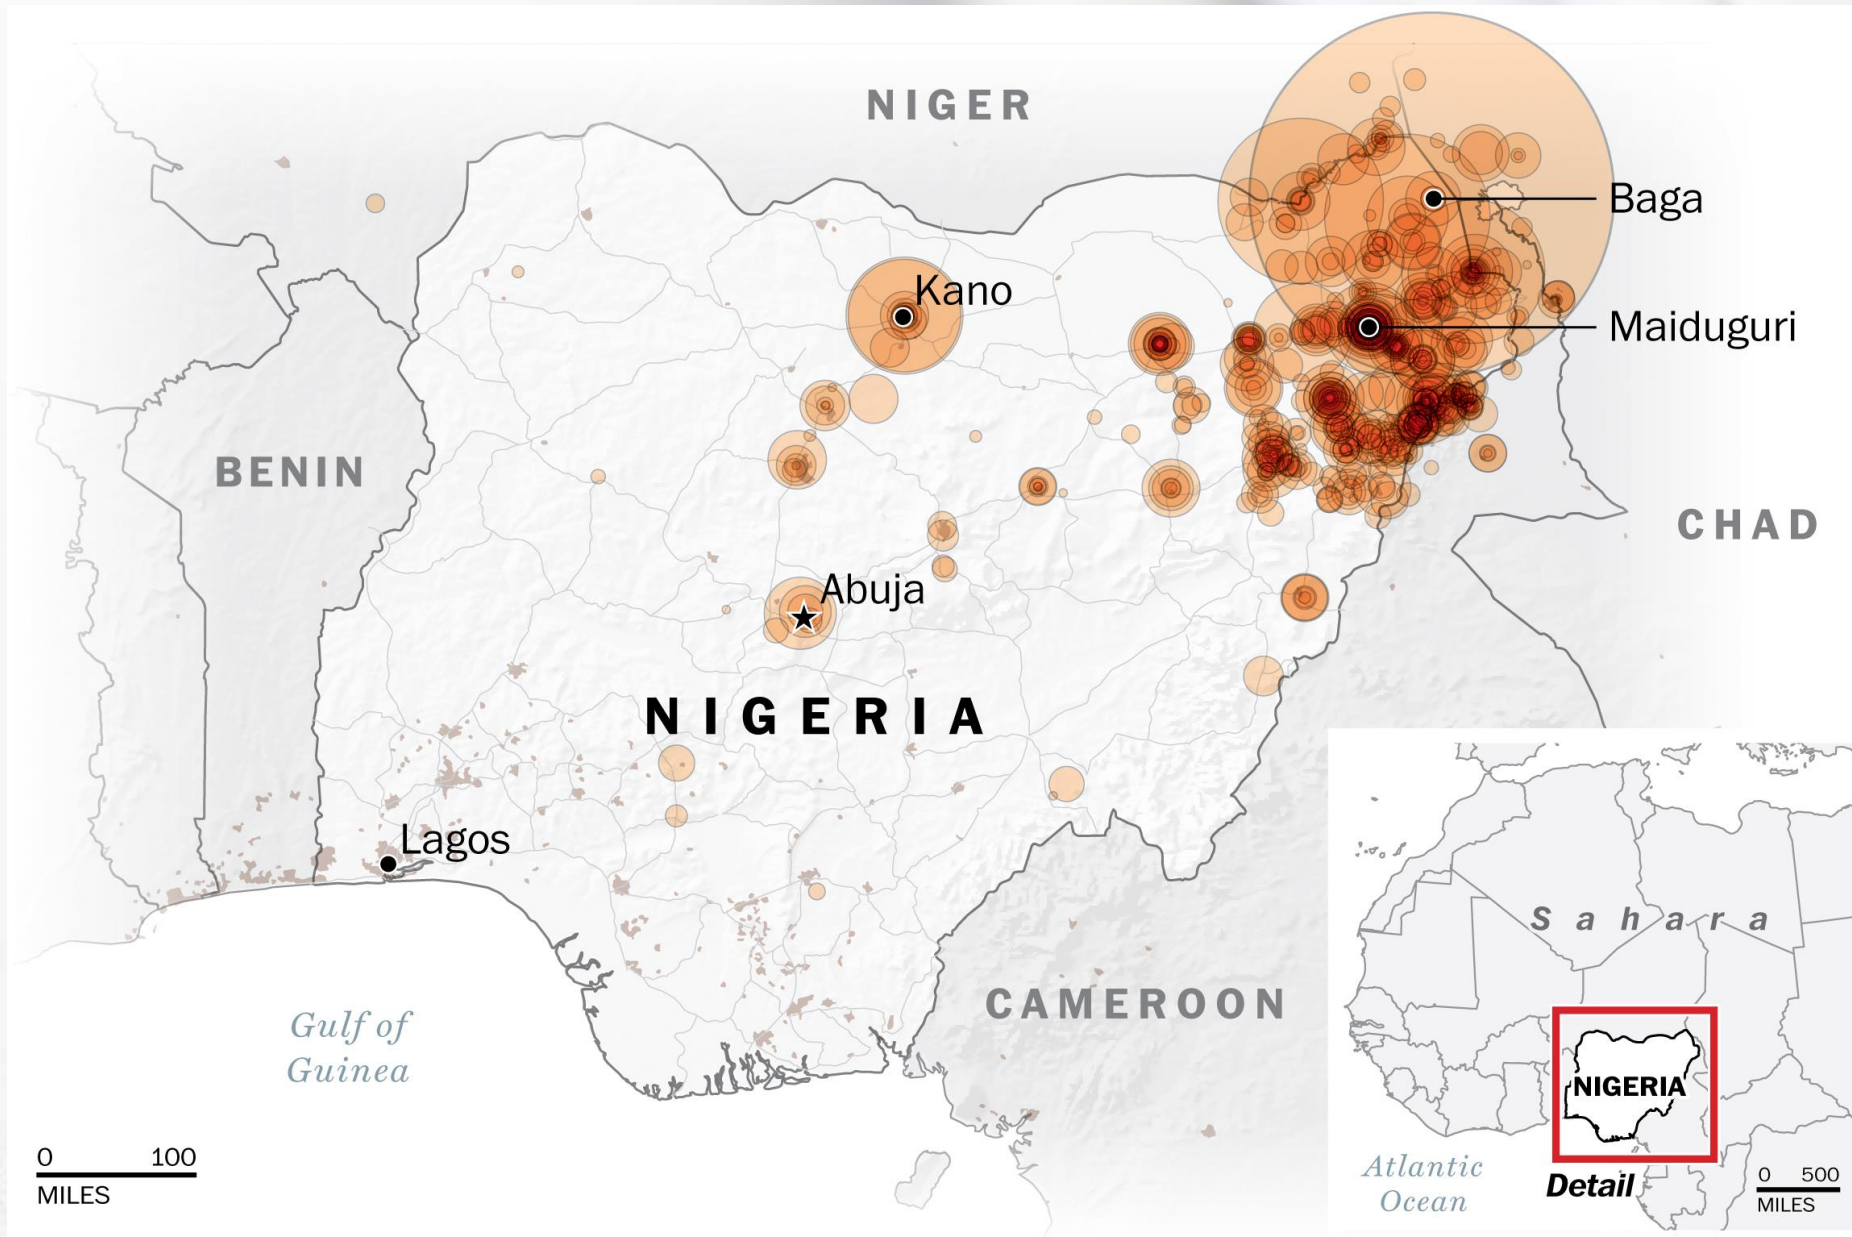 NIGER
Baga
Kano
Maiduguri
BENIN
CHAD
Abuja
NIGERIA
Lagos
Sahara
CAMEROON
Gulf of
Guinea
NIGERIA
0 100
MILES
Atlantic
Ocean
Detail
0 500
MILES